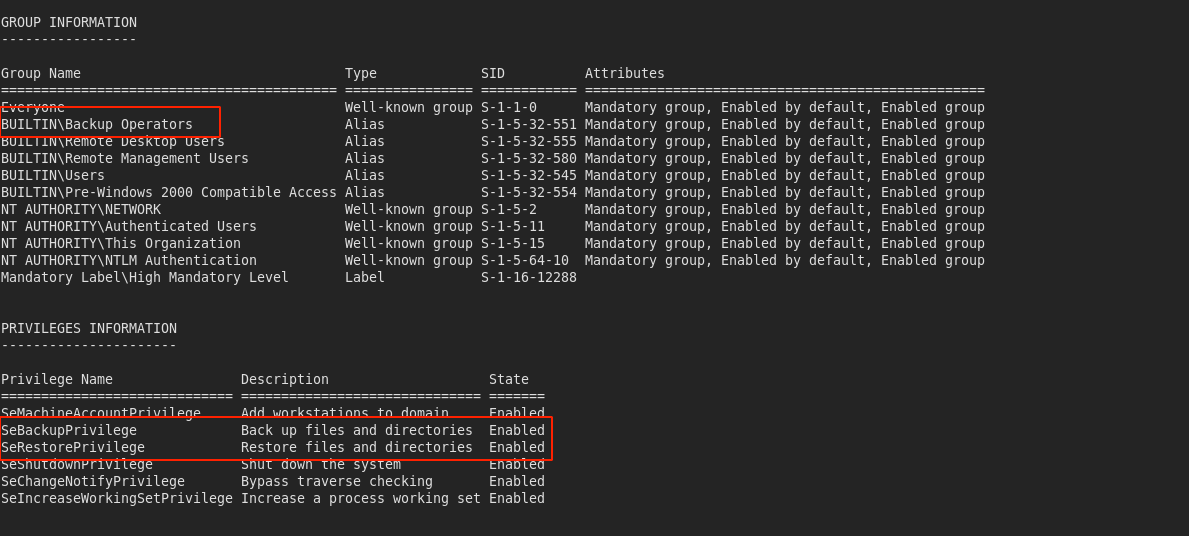 GROUP INFORMATION
-----------------
Group Name Type SID Attributes
========================================== ================ ============ ==================================================
Everyone Well-known group S-1-1-0 Mandatory group, Enabled by default, Enabled group
BUILTIN\Backup Operators Alias S-1-5-32-551 Mandatory group, Enabled by default, Enabled group
BUILTIN\Remote Desktop Users Alias S-1-5-32-555 Mandatory group, Enabled by default, Enabled group
BUILTIN\Remote Management Users Alias S-1-5-32-580 Mandatory group, Enabled by default, Enabled group
BUILTIN\Users Alias S-1-5-32-545 Mandatory group, Enabled by default, Enabled group
BUILTIN\Pre-Windows 2000 Compatible Access Alias S-1-5-32-554 Mandatory group, Enabled by default, Enabled group
NT AUTHORITY\NETWORK Well-known group S-1-5-2 Mandatory group, Enabled by default, Enabled group
NT AUTHORITY\Authenticated Users Well-known group S-1-5-11 Mandatory group, Enabled by default, Enabled group
NT AUTHORITY\This Organization Well-known group S-1-5-15 Mandatory group, Enabled by default, Enabled group
NT AUTHORITY\NTLM Authentication Well-known group S-1-5-64-10 Mandatory group, Enabled by default, Enabled group
Mandatory Label\High Mandatory Level Label S-1-16-12288
PRIVILEGES INFORMATION
----------------------
Privilege Name Description State
============================= ============================== =======
SeMachineAccountPrivilege Add workstations to domain Enabled
SeBackupPrivilege Back up files and directories Enabled
SeRestorePrivilege Restore files and directories Enabled
SeShutdownPrivilege Shut down the system Enabled
SeChangeNotifyPrivilege Bypass traverse checking Enabled
SeIncreaseWorkingSetPrivilege Increase a process working set Enabled